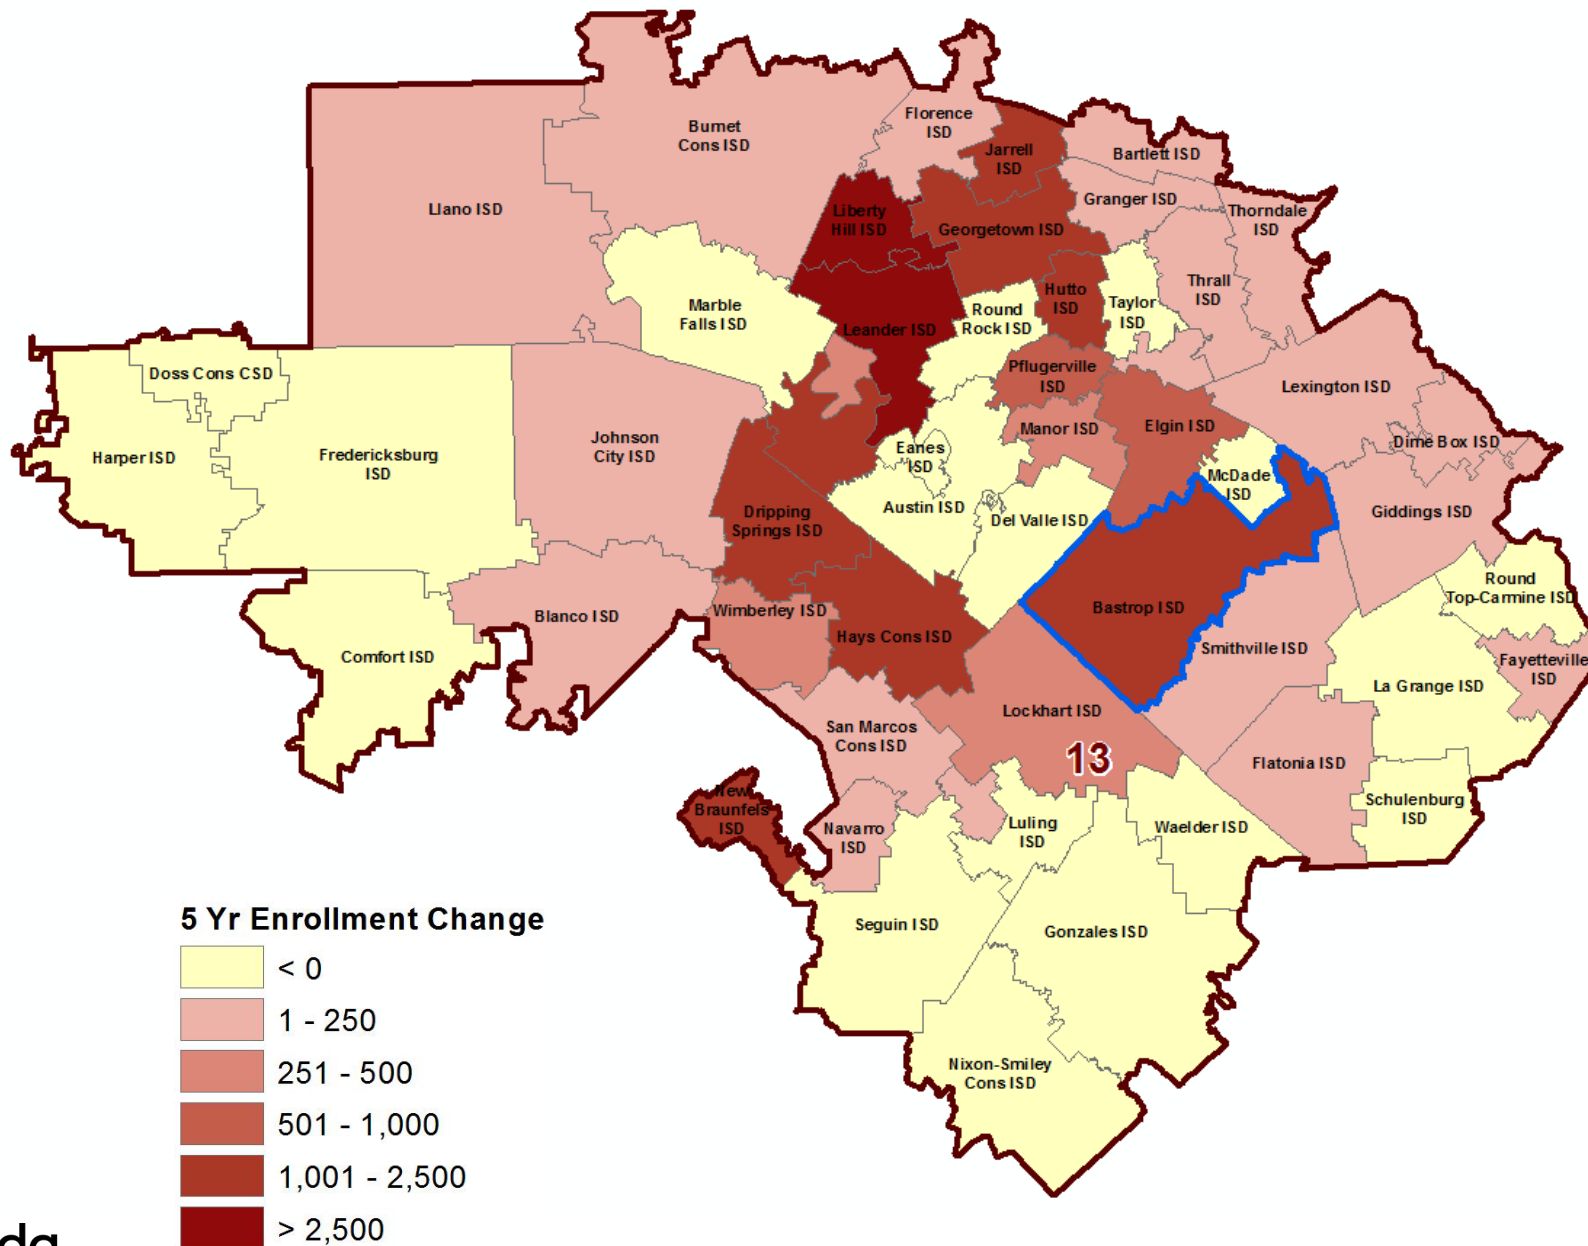 Florence
ISD
Burnet
Cons ISD
Jarrell
ISD
Bartlett ISD
Llano ISD
Granger ISD
Liberty
Hill ISD
Thorndale
ISD
Georgetown ISD
Marble
Falls ISD
Thrall
ISD
Hutto
ISD
Taylor
ISD
Round
Rock ISD
Leander ISD
Doss Cons CSD
Pflugerville
ISD
Lexington ISD
Johnson
City ISD
Manor ISD
Elgin ISD
Dime Box ISD
Harper ISD
Fredericksburg
ISD
Eanes
ISD
McDade
ISD
Austin ISD
Dripping
Springs ISD
Del Valle ISD
Giddings ISD
Round
Top-Carmine ISD
Bastrop ISD
Wimberley ISD
Blanco ISD
Hays Cons ISD
Smithville ISD
Comfort ISD
Fayetteville
ISD
La Grange ISD
Lockhart ISD
San Marcos
Cons ISD
13
Flatonia ISD
New
Braunfels
ISD
Schulenburg
ISD
Navarro
ISD
Luling
ISD
Waelder ISD
Seguin ISD
Gonzales ISD
Nixon-Smiley
Cons ISD
5 Yr Enrollment Change
< 0
1 - 250
251 - 500
501 - 1,000
1,001 - 2,500
> 2,500